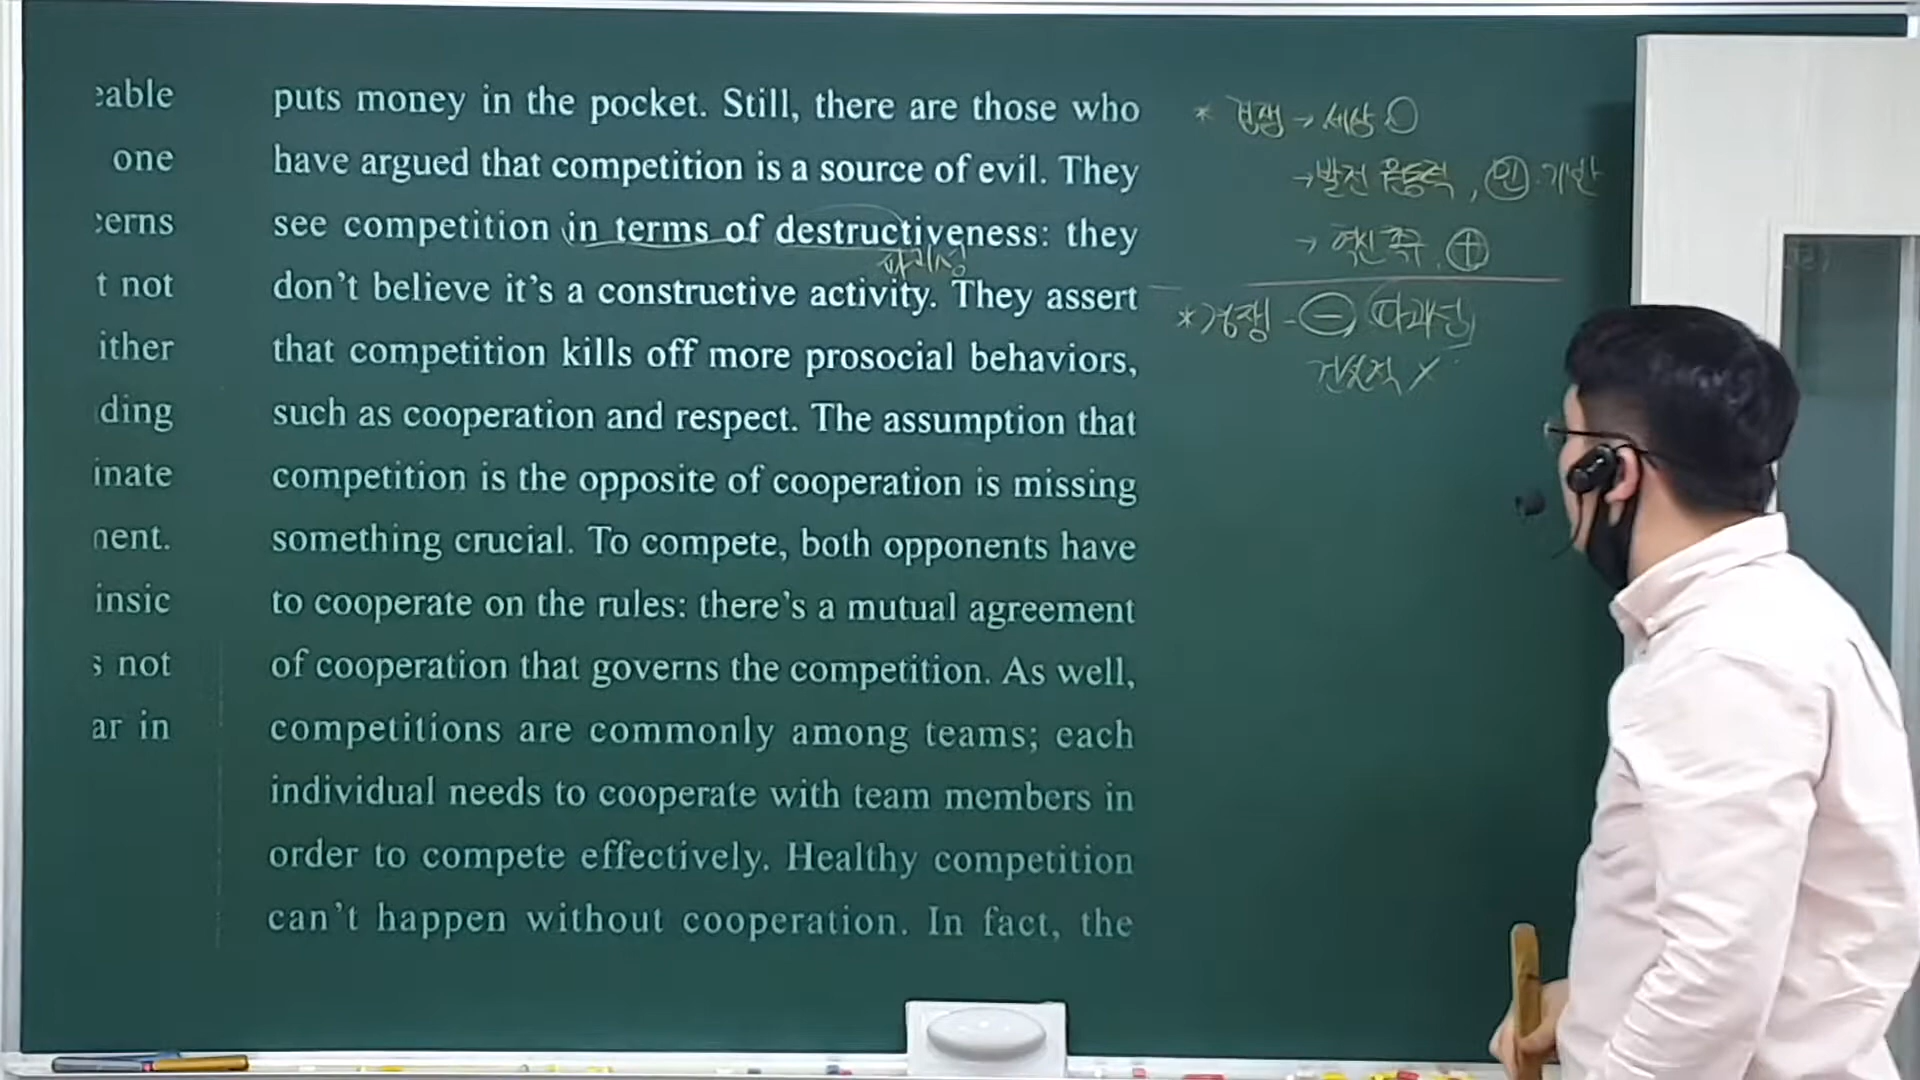 eable
one
cerns
t not
ither
ding
inate
nent.
insic
s not
ar in
puts money in the pocket. Still, there are those who
have argued that competition is a source of evil. They
see competition in terms of destructiveness: they
파괴성
don't believe it's a constructive activity. They assert
that competition kills off more prosocial behaviors,
such as cooperation and respect. The assumption that
competition is the opposite of cooperation is missing
something crucial. To compete, both opponents have
to cooperate on the rules: there's a mutual agreement
of cooperation that governs the competition. As well,
competitions are commonly among teams; each
individual needs to cooperate with team members in
order to compete effectively. Healthy competition
can't happen without cooperation. In fact, the
* 경쟁 → 세상
→ 발전 원동력,
→ +
* 경쟁 - 파괴성
건설적 X